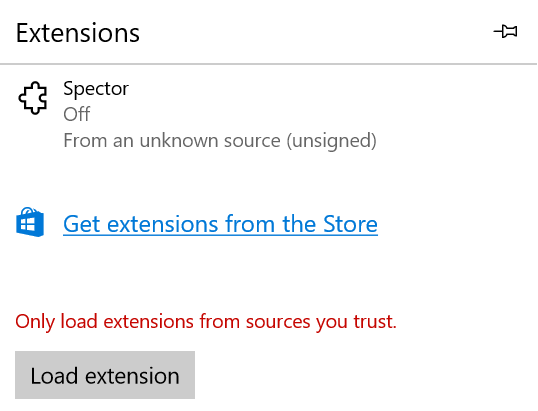 Extensions
Spector
Off
From an unknown source (unsigned)
Get extensions from the Store
Only load extensions from sources you trust.
Load extension